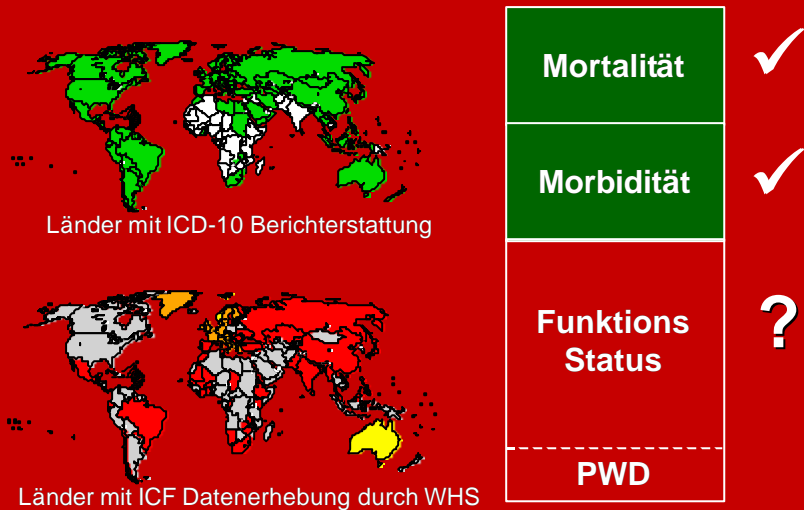 Länder mit ICD-10 Berichterstattung
Länder mit ICF Datenerhebung durch WHS
Mortalität
Morbidität
Funktions
Status
?
PWD